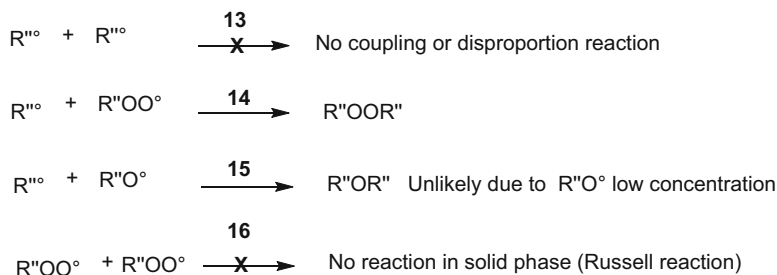 13
R"° + R"° X No coupling or disproportion reaction
14
R"° + R"OO° R"OOR"
15
R"° + R"O° R"OR" Unlikely due to R"O° low concentration
16
R"OO° + R"OO° X No reaction in solid phase (Russell reaction)